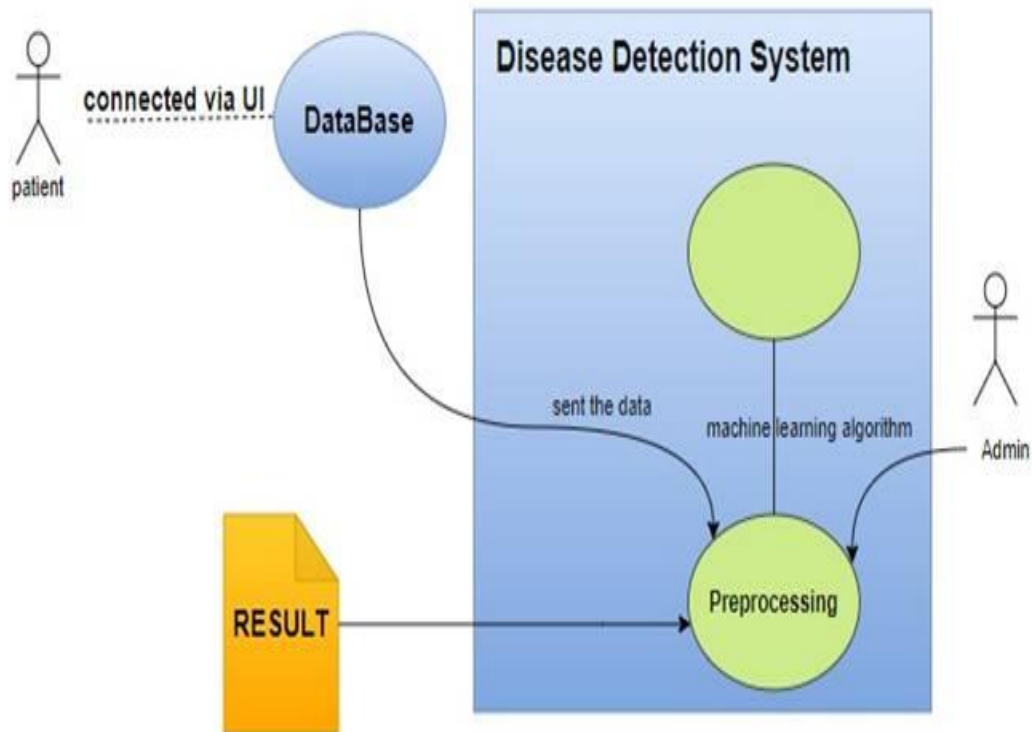 Disease Detection System
connected via UI
DataBase
patient
sent the data
machine learning algorithm
Admin
Preprocessing
RESULT